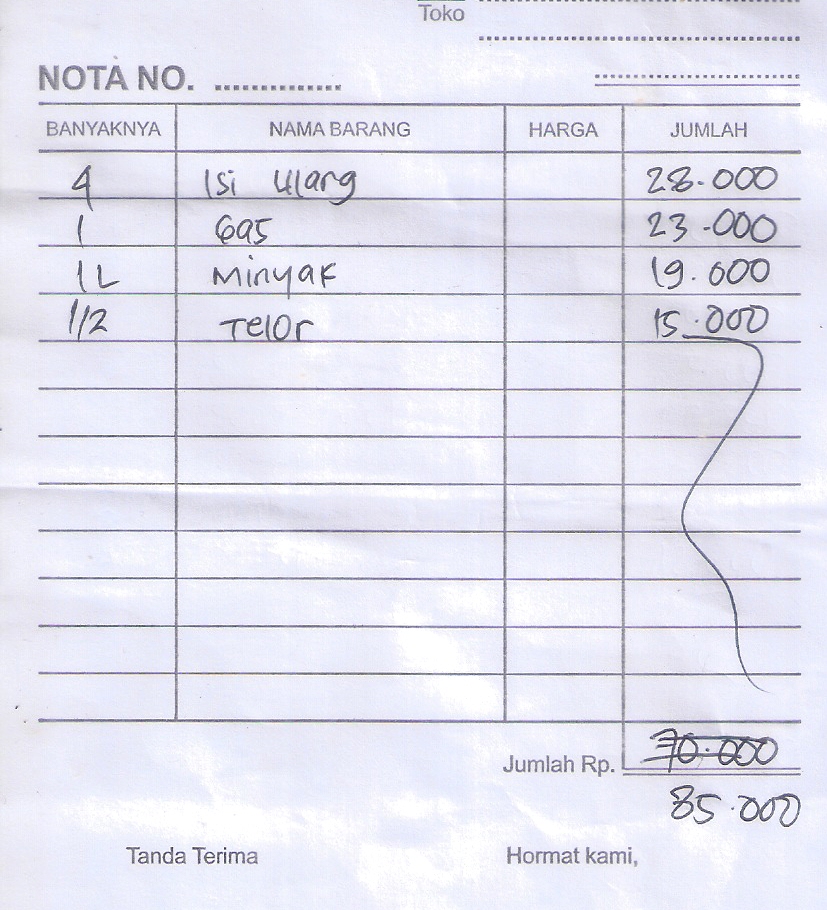 Toko
NOTA NO. ..............
BANYAKNYA NAMA BARANG HARGA JUMLAH
4 Isi Ulang 28.000
1 Gas 23.000
1 L Minyak 19.000
1/2 Telor 15.000
Jumlah Rp. 70.000
85.000
Tanda Terima Hormat kami,